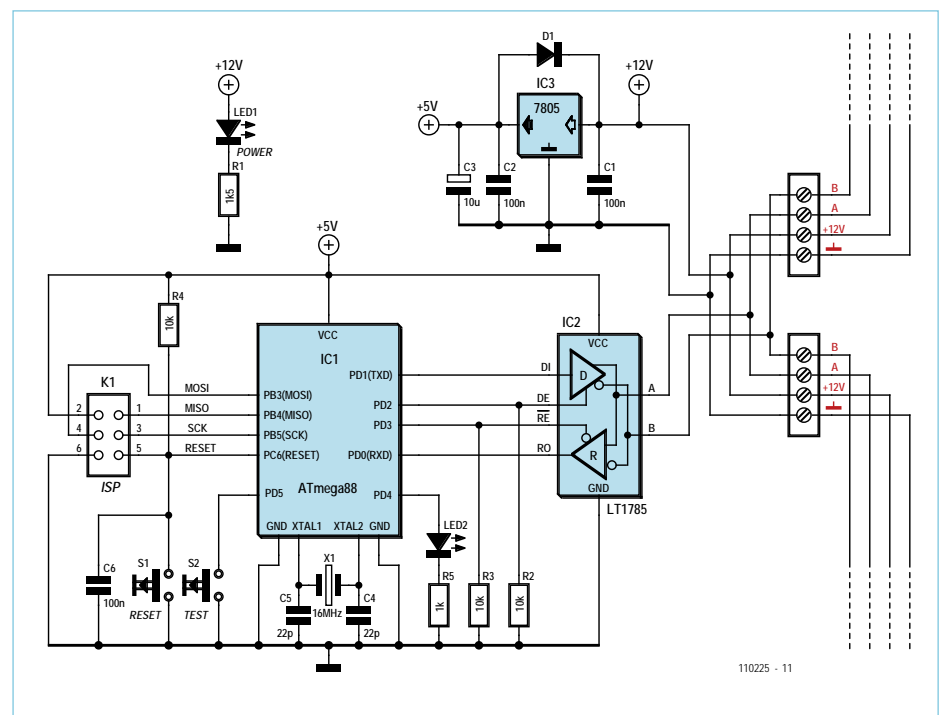 D1
+12V
+12V
IC3
7805
+5V
LED1
POWER
R1
1k5
C3
10u
C2
100n
C1
100n
B
A
+12V
+5V
R4
10k
IC2
VCC
VCC
IC1
K1
MOSI
PB3(MOSI)
PD1(TXD)
DI
D
A
B
A
+12V
2
1
MISO
PB4(MISO)
PD2
DE
4
3
SCK
PB5(SCK)
PD3
RE
B
6
5
RESET
PC6(RESET)
PD0(RXD)
RO
R
ISP
ATmega88
PD5
PD4
GND
LT1785
GND
XTAL1
XTAL2
GND
LED2
X1
S1
S2
C6
100n
RESET
TEST
C5
22p
16MHz
C4
22p
R5
1k
R3
10k
R2
10k
110225 - 11